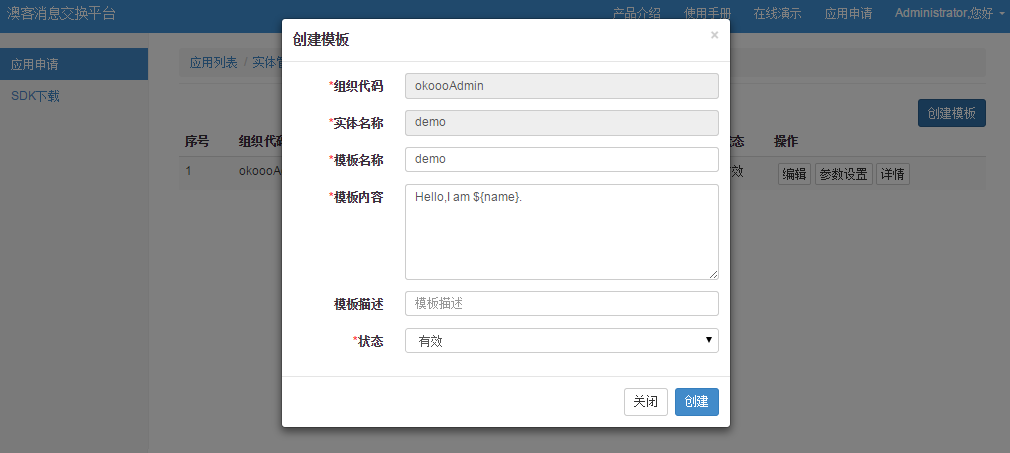 澳客消息交换平台
产品介绍 使用手册 在线演示 应用申请 Administrator,您好
应用申请
SDK下载
应用列表 / 实体管
创建模板
序号 组织代码 状态 操作
1 okoooA 有效 编辑 参数设置 详情
创建模板 ×
*组织代码 okoooAdmin
*实体名称 demo
*模板名称 demo
*模板内容 Hello,I am ${name}.
模板描述 模板描述
*状态 有效
关闭 创建